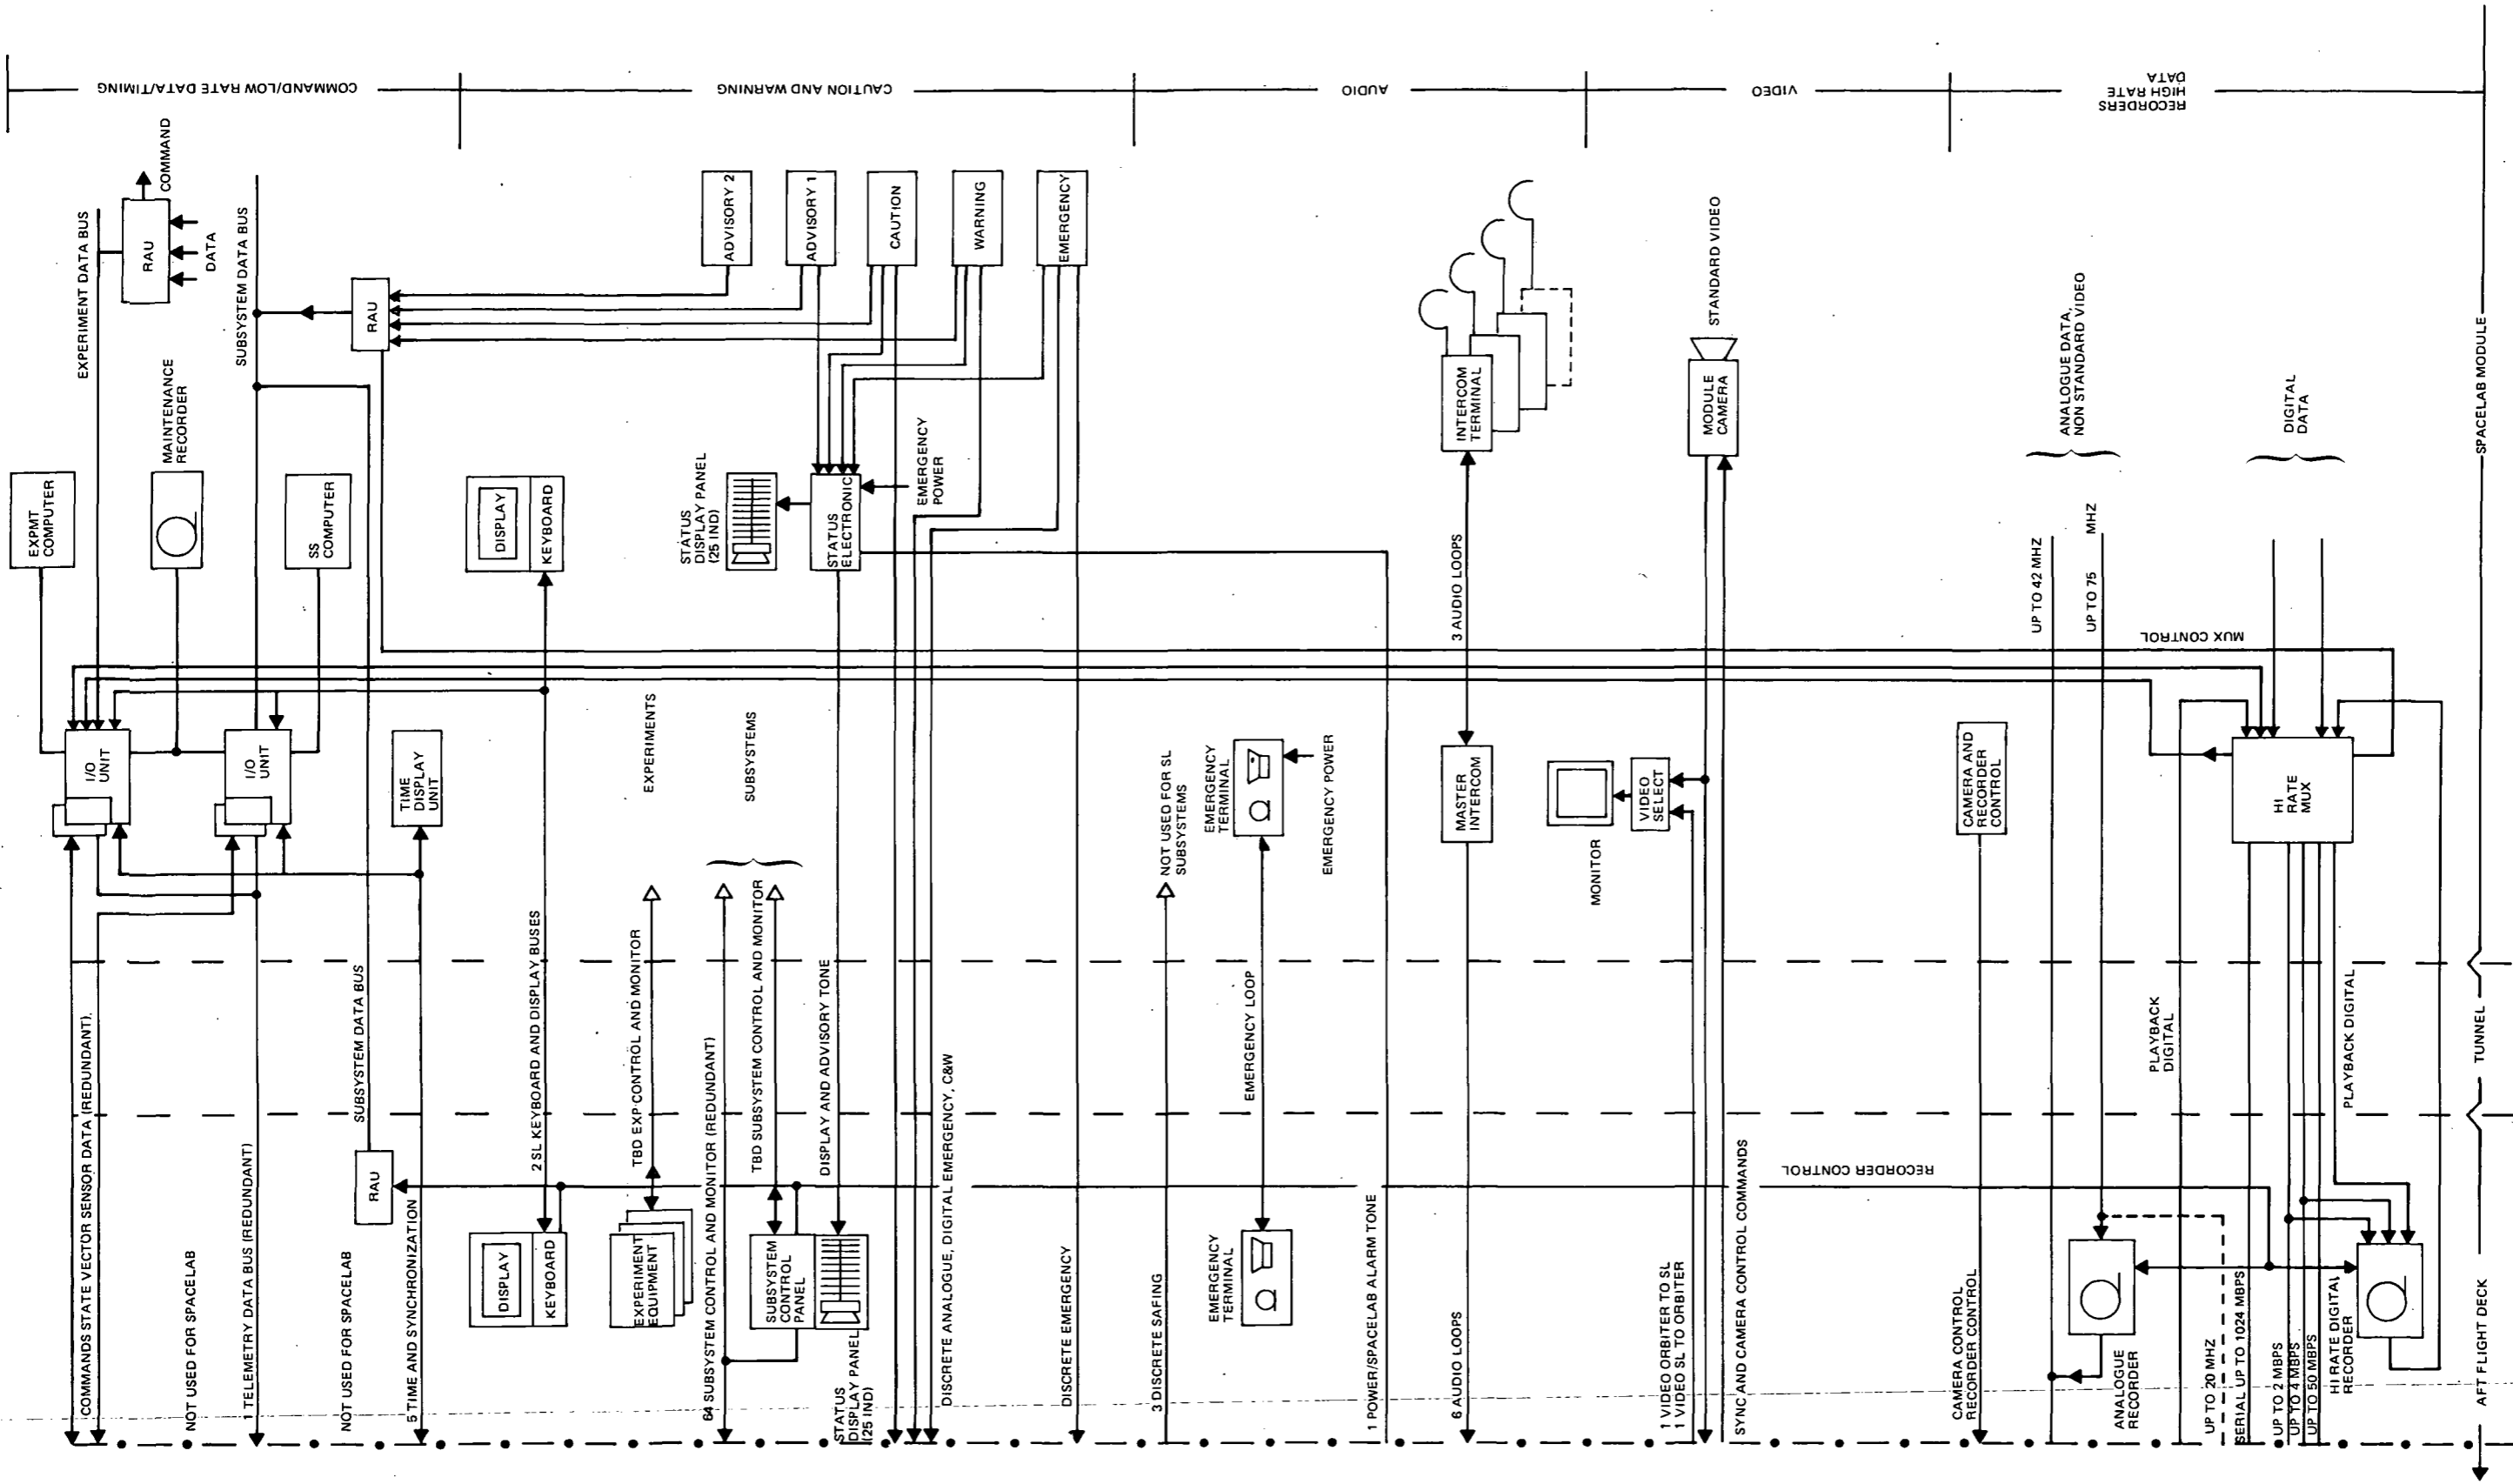 COMMAND/LOW RATE DATA/TIMING
CAUTION AND WARNING
AUDIO
VIDEO
RECORDERS
HIGH RATE
DATA
EXPMT
COMPUTER
EXPERIMENT DATA BUS
RAU
COMMAND
DATA
MAINTENANCE
RECORDER
SUBSYSTEM DATA BUS
SS
COMPUTER
RAU
I/O
UNIT
I/O
UNIT
TIME
DISPLAY
UNIT
COMMANDS STATE VECTOR SENSOR DATA (REDUNDANT).
NOT USED FOR SPACELAB
1 TELEMETRY DATA BUS (REDUNDANT)
NOT USED FOR SPACELAB
SUBSYSTEM DATA BUS
RAU
5 TIME AND SYNCHRONIZATION
DISPLAY
KEYBOARD
2 SL KEYBOARD AND DISPLAY BUSES
DISPLAY
KEYBOARD
EXPERIMENTS
TBD EXP CONTROL AND MONITOR
EXPERIMENT
EQUIPMENT
SUBSYSTEMS
64 SUBSYSTEM CONTROL AND MONITOR (REDUNDANT)
TBD SUBSYSTEM CONTROL AND MONITOR
SUBSYSTEM
CONTROL
PANEL
ADVISORY 2
ADVISORY 1
CAUTION
WARNING
EMERGENCY
STATUS
DISPLAY PANEL
(25 IND)
STATUS
ELECTRONIC
EMERGENCY
POWER
DISPLAY AND ADVISORY TONE
STATUS
DISPLAY PANEL
(25 IND)
DISCRETE ANALOGUE, DIGITAL EMERGENCY, C&W
DISCRETE EMERGENCY
NOT USED FOR SL
SUBSYSTEMS
3 DISCRETE SAFING
EMERGENCY
TERMINAL
EMERGENCY POWER
EMERGENCY LOOP
EMERGENCY
TERMINAL
1 POWER/SPACELAB ALARM TONE
INTERCOM
TERMINAL
3 AUDIO LOOPS
MASTER
INTERCOM
6 AUDIO LOOPS
STANDARD VIDEO
MODULE
CAMERA
VIDEO
SELECT
MONITOR
1 VIDEO ORBITER TO SL
1 VIDEO SL TO ORBITER
SYNC AND CAMERA CONTROL COMMANDS
RECORDER CONTROL
CAMERA AND
RECORDER
CONTROL
CAMERA CONTROL
RECORDER CONTROL
ANALOGUE DATA,
NON STANDARD VIDEO
UP TO 42 MHZ
UP TO 75 MHZ
ANALOGUE
RECORDER
DIGITAL
DATA
MUX CONTROL
HI
RATE
MUX
PLAYBACK
DIGITAL
PLAYBACK DIGITAL
UP TO 20 MHZ
SERIAL UP TO 1024 MBPS
UP TO 2 MBPS
UP TO 4 MBPS
UP TO 50 MBPS
HI RATE DIGITAL
RECORDER
SPACELAB MODULE
TUNNEL
AFT FLIGHT DECK